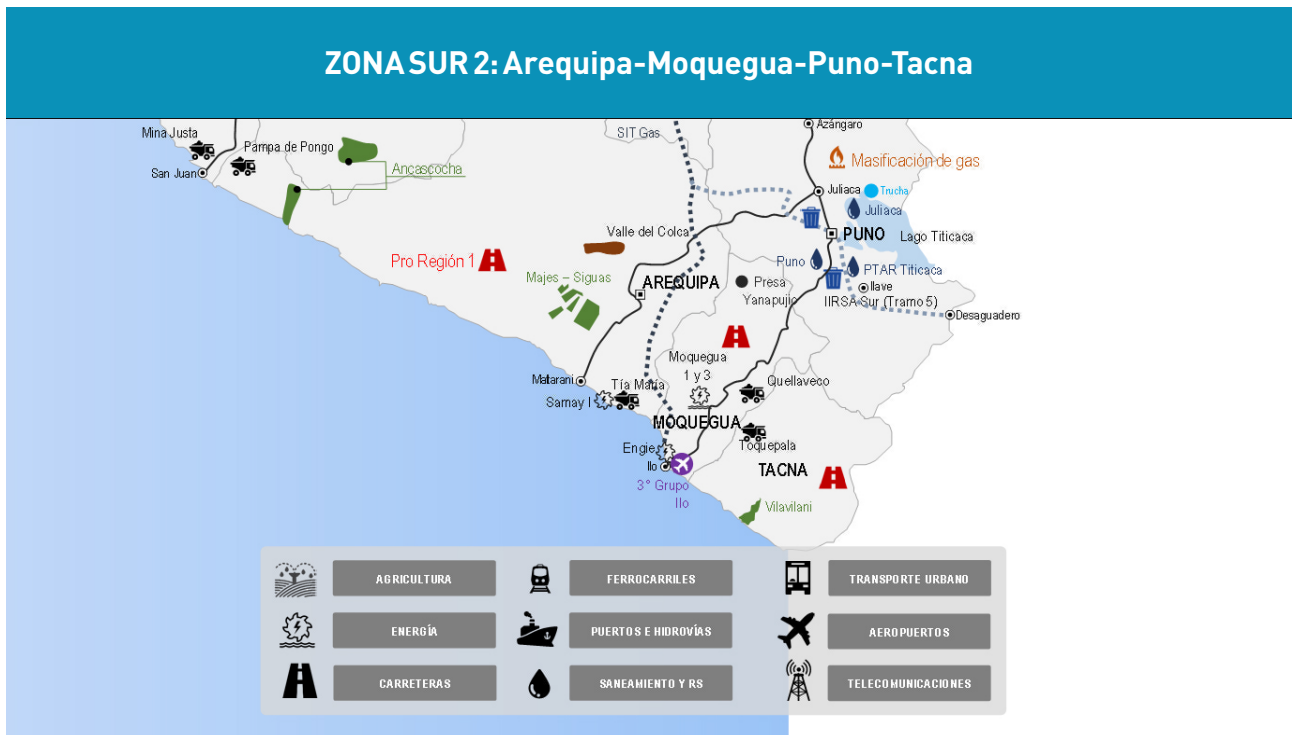 ZONA SUR 2: Arequipa-Moquegua-Puno-Tacna
Azángaro
Mina Justa
SIT Gas
Pampa de Pongo
Masificación de gas
San Juan
Ancascocha
Juliaca
Trucha
Juliaca
Valle del Colca
PUNO
Lago Titicaca
Pro Región 1
Puno
PTAR Titicaca
Majes – Siguas
AREQUIPA
Presa
Yanapujio
Ilave
IIRSA Sur (Tramo 5)
Desaguadero
Moquegua
1 y 3
Matarani
Tía María
Quellaveco
Samay I
MOQUEGUA
Toquepala
Engie
Ilo
TACNA
3° Grupo
Ilo
Vilavilani
AGRICULTURA
FERROCARRILES
TRANSPORTE URBANO
ENERGÍA
PUERTOS E HIDROVÍAS
AEROPUERTOS
CARRETERAS
SANEAMIENTO Y RS
TELECOMUNICACIONES